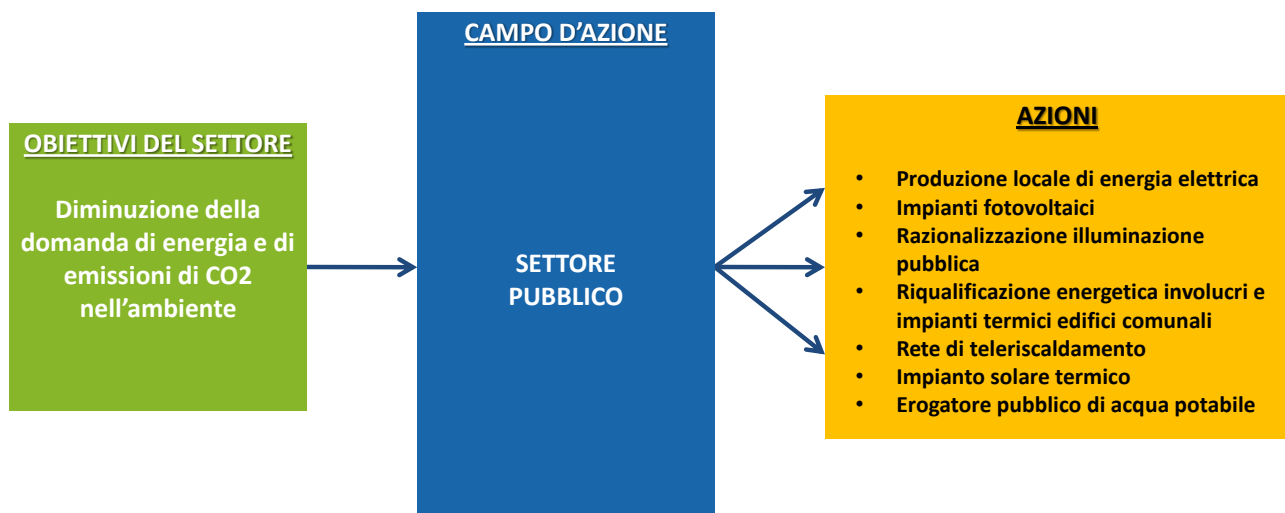 OBIETTIVI DEL SETTORE
Diminuzione della
domanda di energia e di
emissioni di CO2
nell’ambiente
CAMPO D’AZIONE
SETTORE
PUBBLICO
AZIONI
• Produzione locale di energia elettrica
• Impianti fotovoltaici
• Razionalizzazione illuminazione
pubblica
• Riqualificazione energetica involucri e
impianti termici edifici comunali
• Rete di teleriscaldamento
• Impianto solare termico
• Erogatore pubblico di acqua potabile